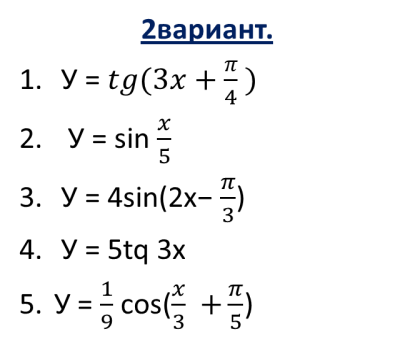 2вариант.
1. У = tg(3x + π/4)
2. У = sin x/5
3. У = 4sin(2x− π/3)
4. У = 5tq 3x
5. У = 1/9 cos(x/3 + π/5)